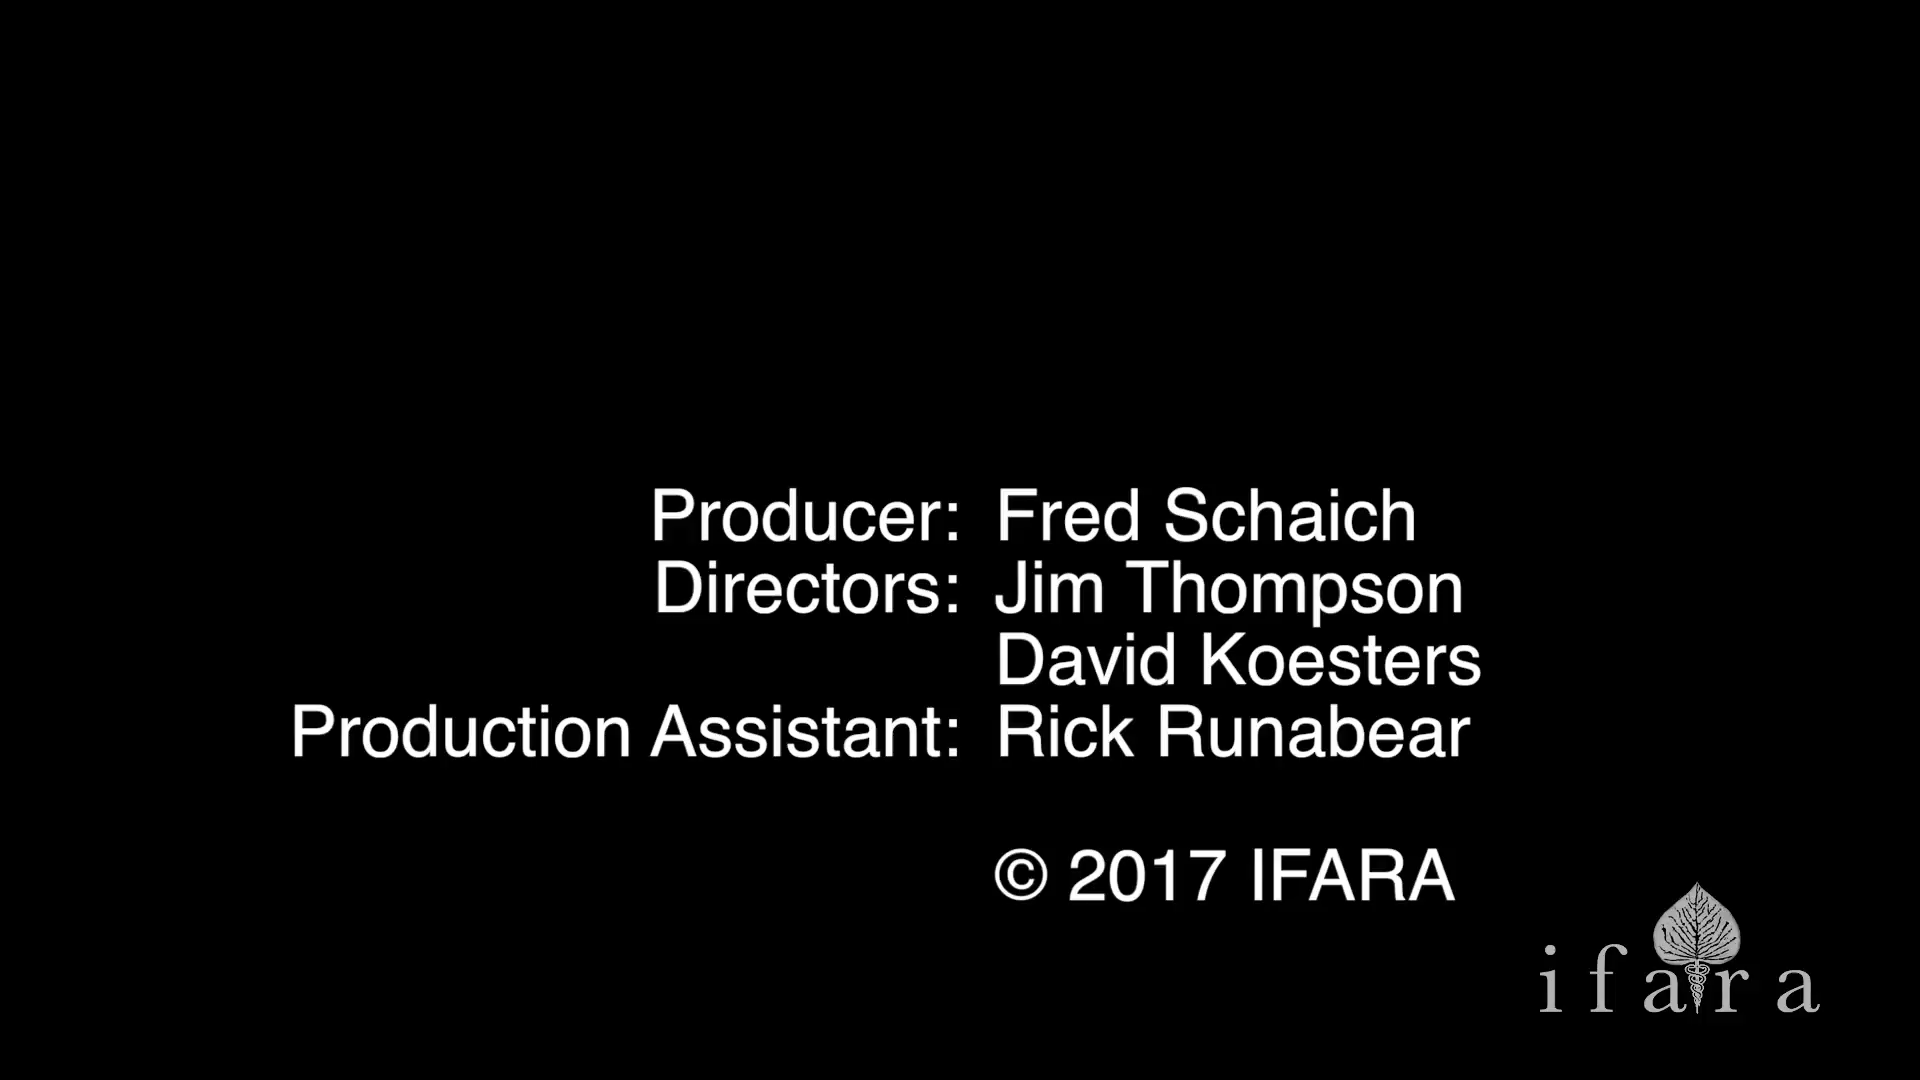 Producer: Fred Schaich
Directors: Jim Thompson
David Koesters
Production Assistant: Rick Runabear
© 2017 IFARA
ifara